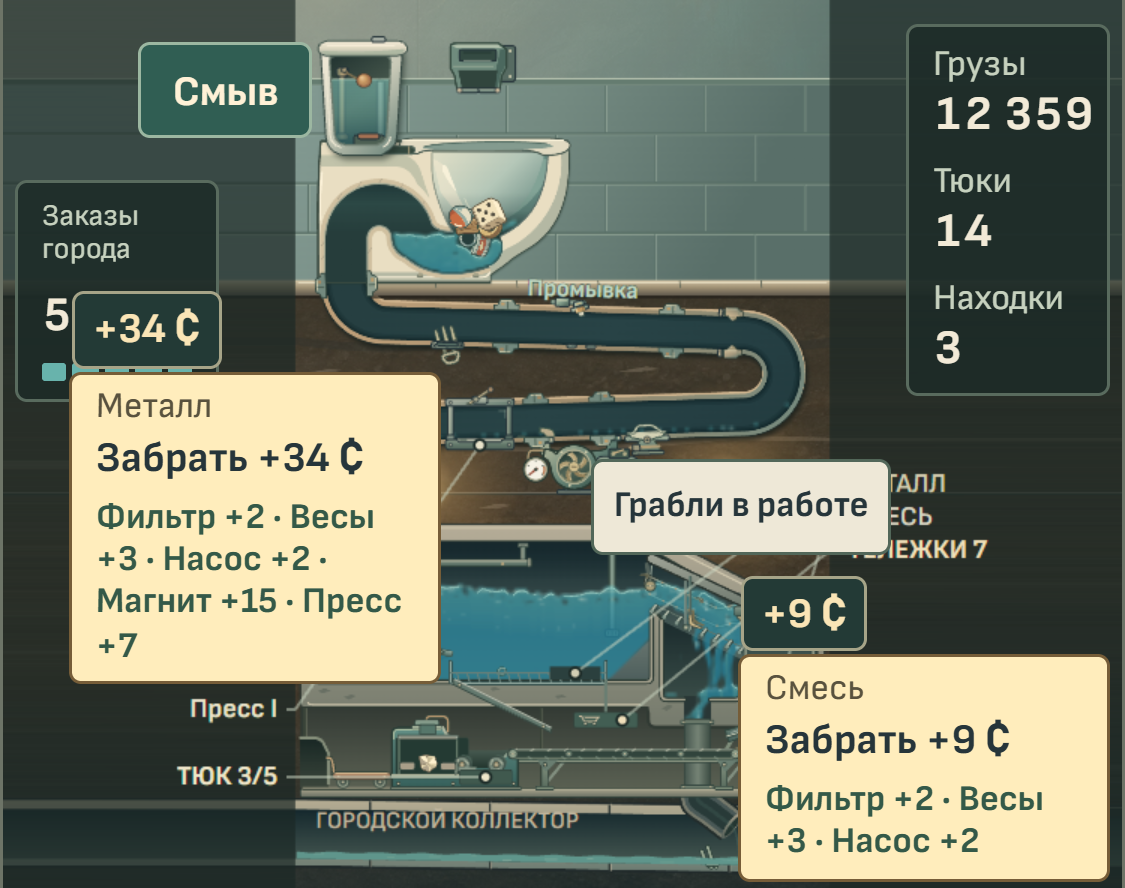 Смыв
Грузы
12 359
Тюки
14
Находки
3
Заказы
города
5
+34 ₵
Промывка
Металл
Забрать +34 ₵
Фильтр +2 · Весы
+3 · Насос +2 ·
Магнит +15 · Пресс
+7
Грабли в работе
ТАЛЛ
ЕСЬ
ТЕЛЕЖКИ 7
+9 ₵
Смесь
Забрать +9 ₵
Фильтр +2 · Весы
+3 · Насос +2
Пресс I
ТЮК 3/5
ГОРОДСКОЙ КОЛЛЕКТОР